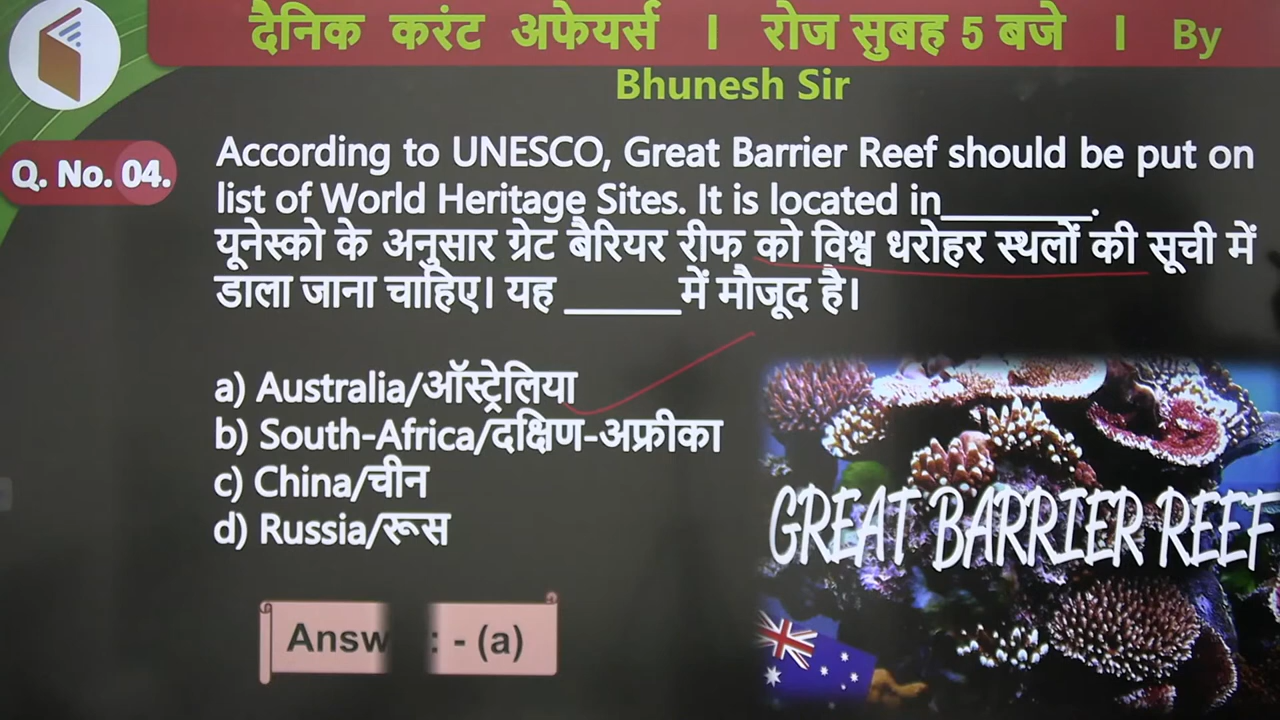 दैनिक करंट अफेयर्स । रोज सुबह 5 बजे । By
Bhunesh Sir
Q. No. 04.
According to UNESCO, Great Barrier Reef should be put on
list of World Heritage Sites. It is located in________.
यूनेस्को के अनुसार ग्रेट बैरियर रीफ को विश्व धरोहर स्थलों की सूची में
डाला जाना चाहिए। यह ______में मौजूद है।
a) Australia/ऑस्ट्रेलिया
b) South-Africa/दक्षिण-अफ्रीका
c) China/चीन
d) Russia/रूस
GREAT BARRIER REEF
Answ : - (a)